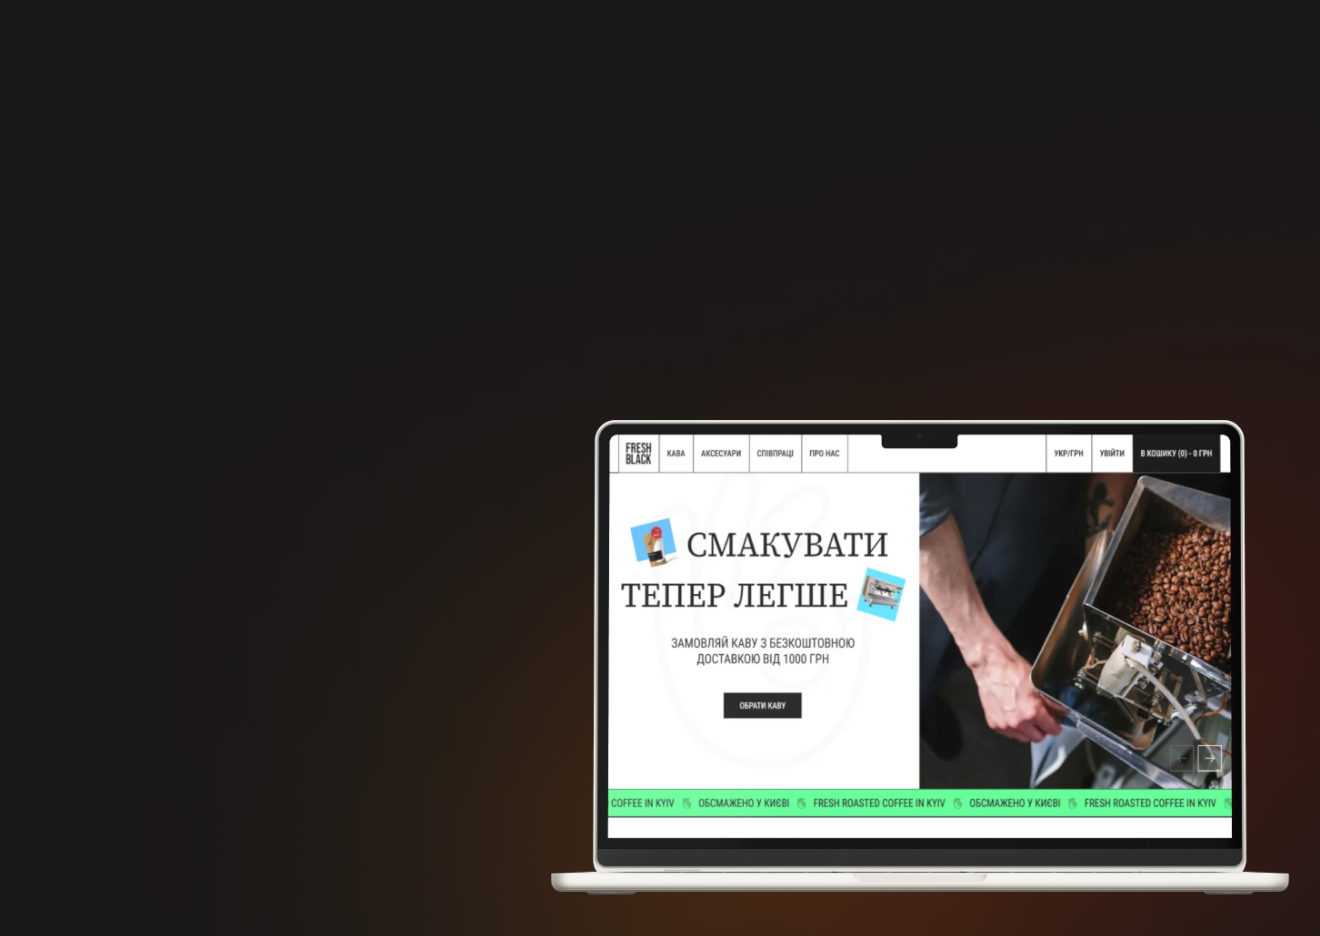 FRESH
BLACK
КАВА
АКСЕСУАРИ
СПІВПРАЦІ
ПРО НАС
УКР/ГРН
УВІЙТИ
В КОШИКУ (0) - 0 ГРН
СМАКУВАТИ
ТЕПЕР ЛЕГШЕ
ЗАМОВЛЯЙ КАВУ З БЕЗКОШТОВНОЮ
ДОСТАВКОЮ ВІД 1000 ГРН
ОБРАТИ КАВУ
COFFEE IN KYIV ОБСМАЖЕНО У КИЄВІ FRESH ROASTED COFFEE IN KYIV ОБСМАЖЕНО У КИЄВІ FRESH ROASTED COFFEE IN KYIV